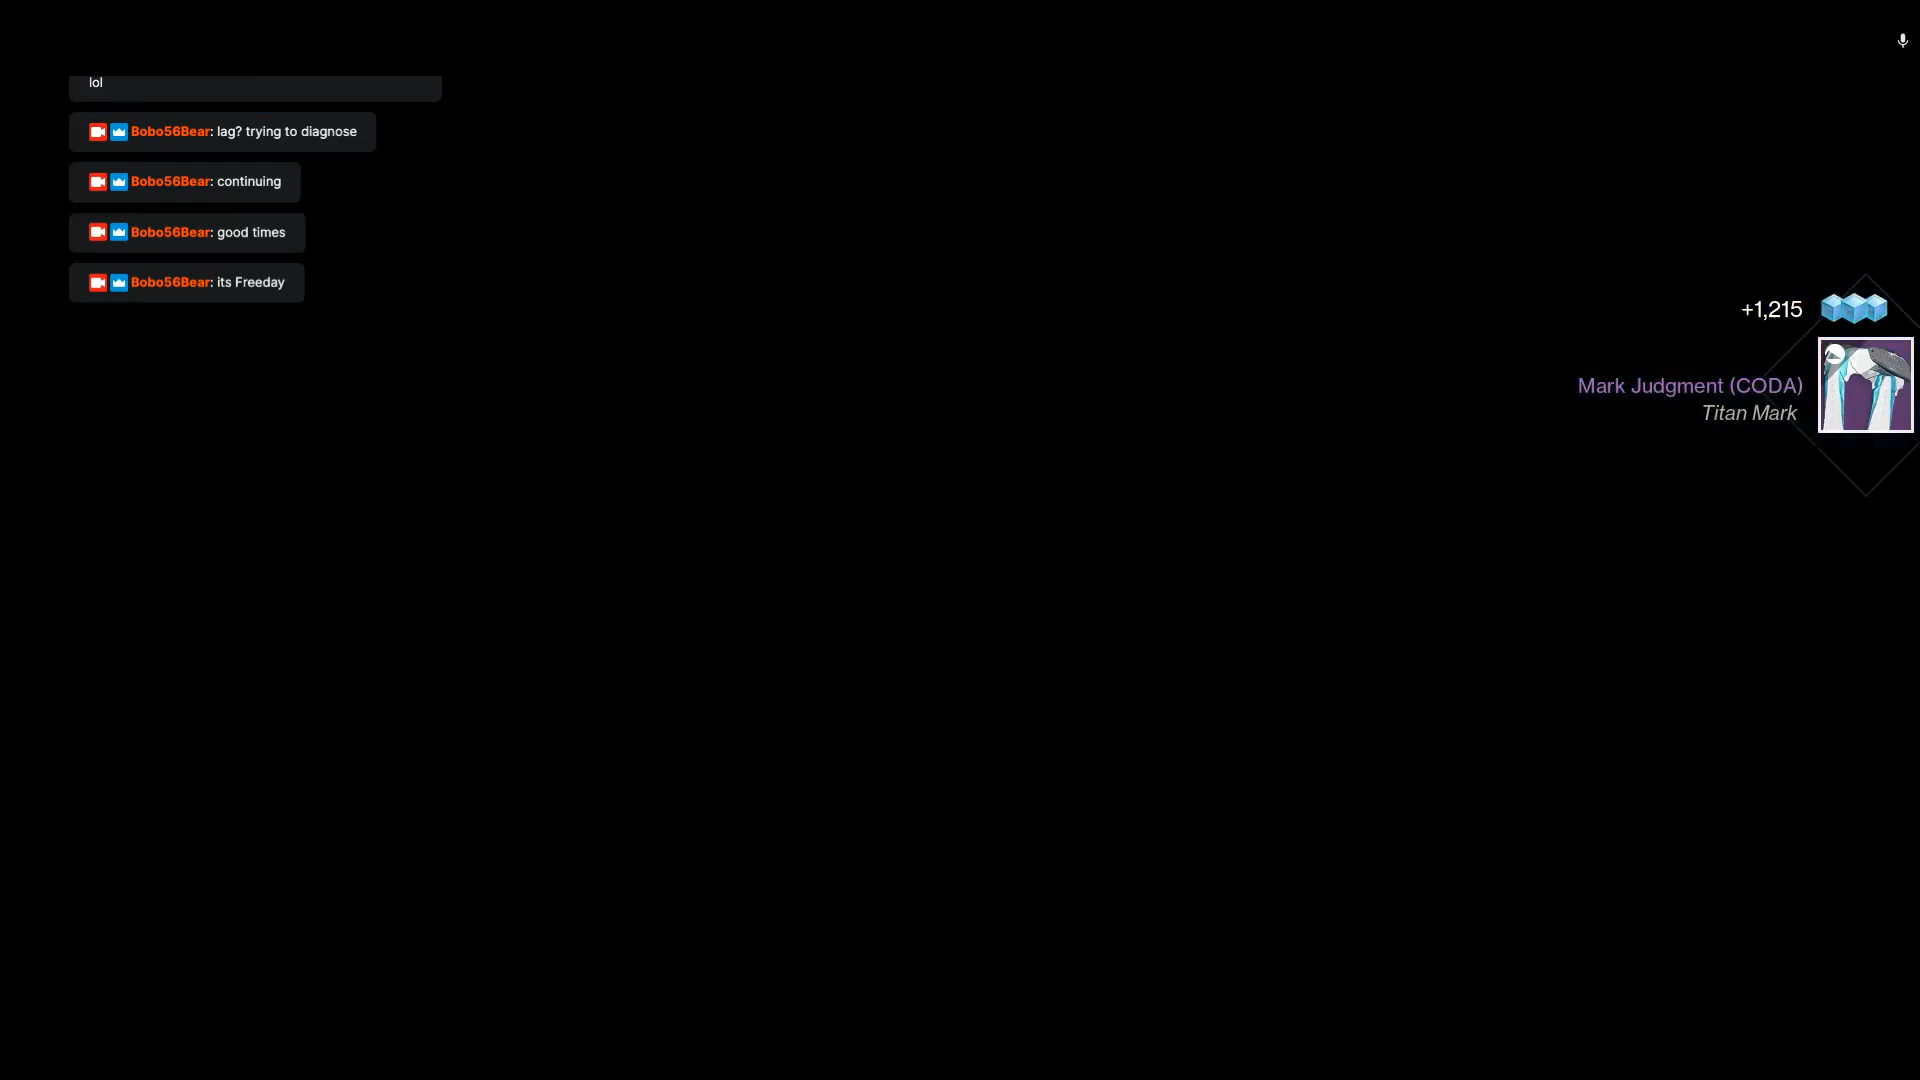 lol
Bobo56Bear: lag? trying to diagnose
Bobo56Bear: continuing
Bobo56Bear: good times
Bobo56Bear: its Freeday
+1,215
Mark Judgment (CODA)
Titan Mark